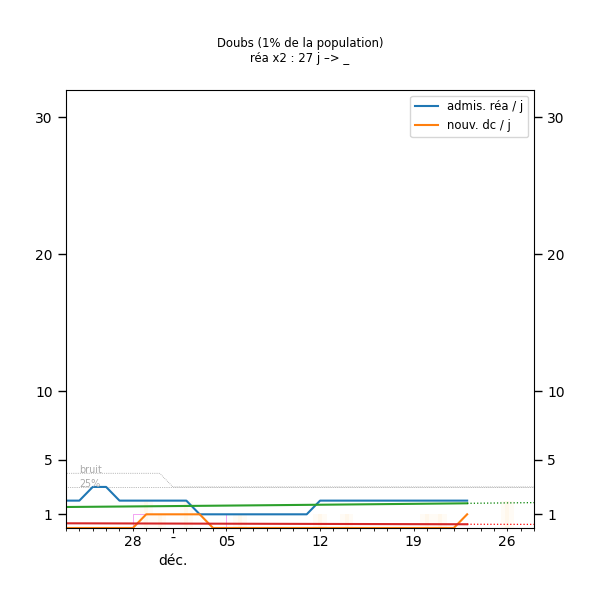 Doubs (1% de la population)
réa x2 : 27 j –> _
admis. réa / j
nouv. dc / j
30 30
20 20
10 10
5 5
1 1
bruit
25%
28 - 05 12 19 26
déc.